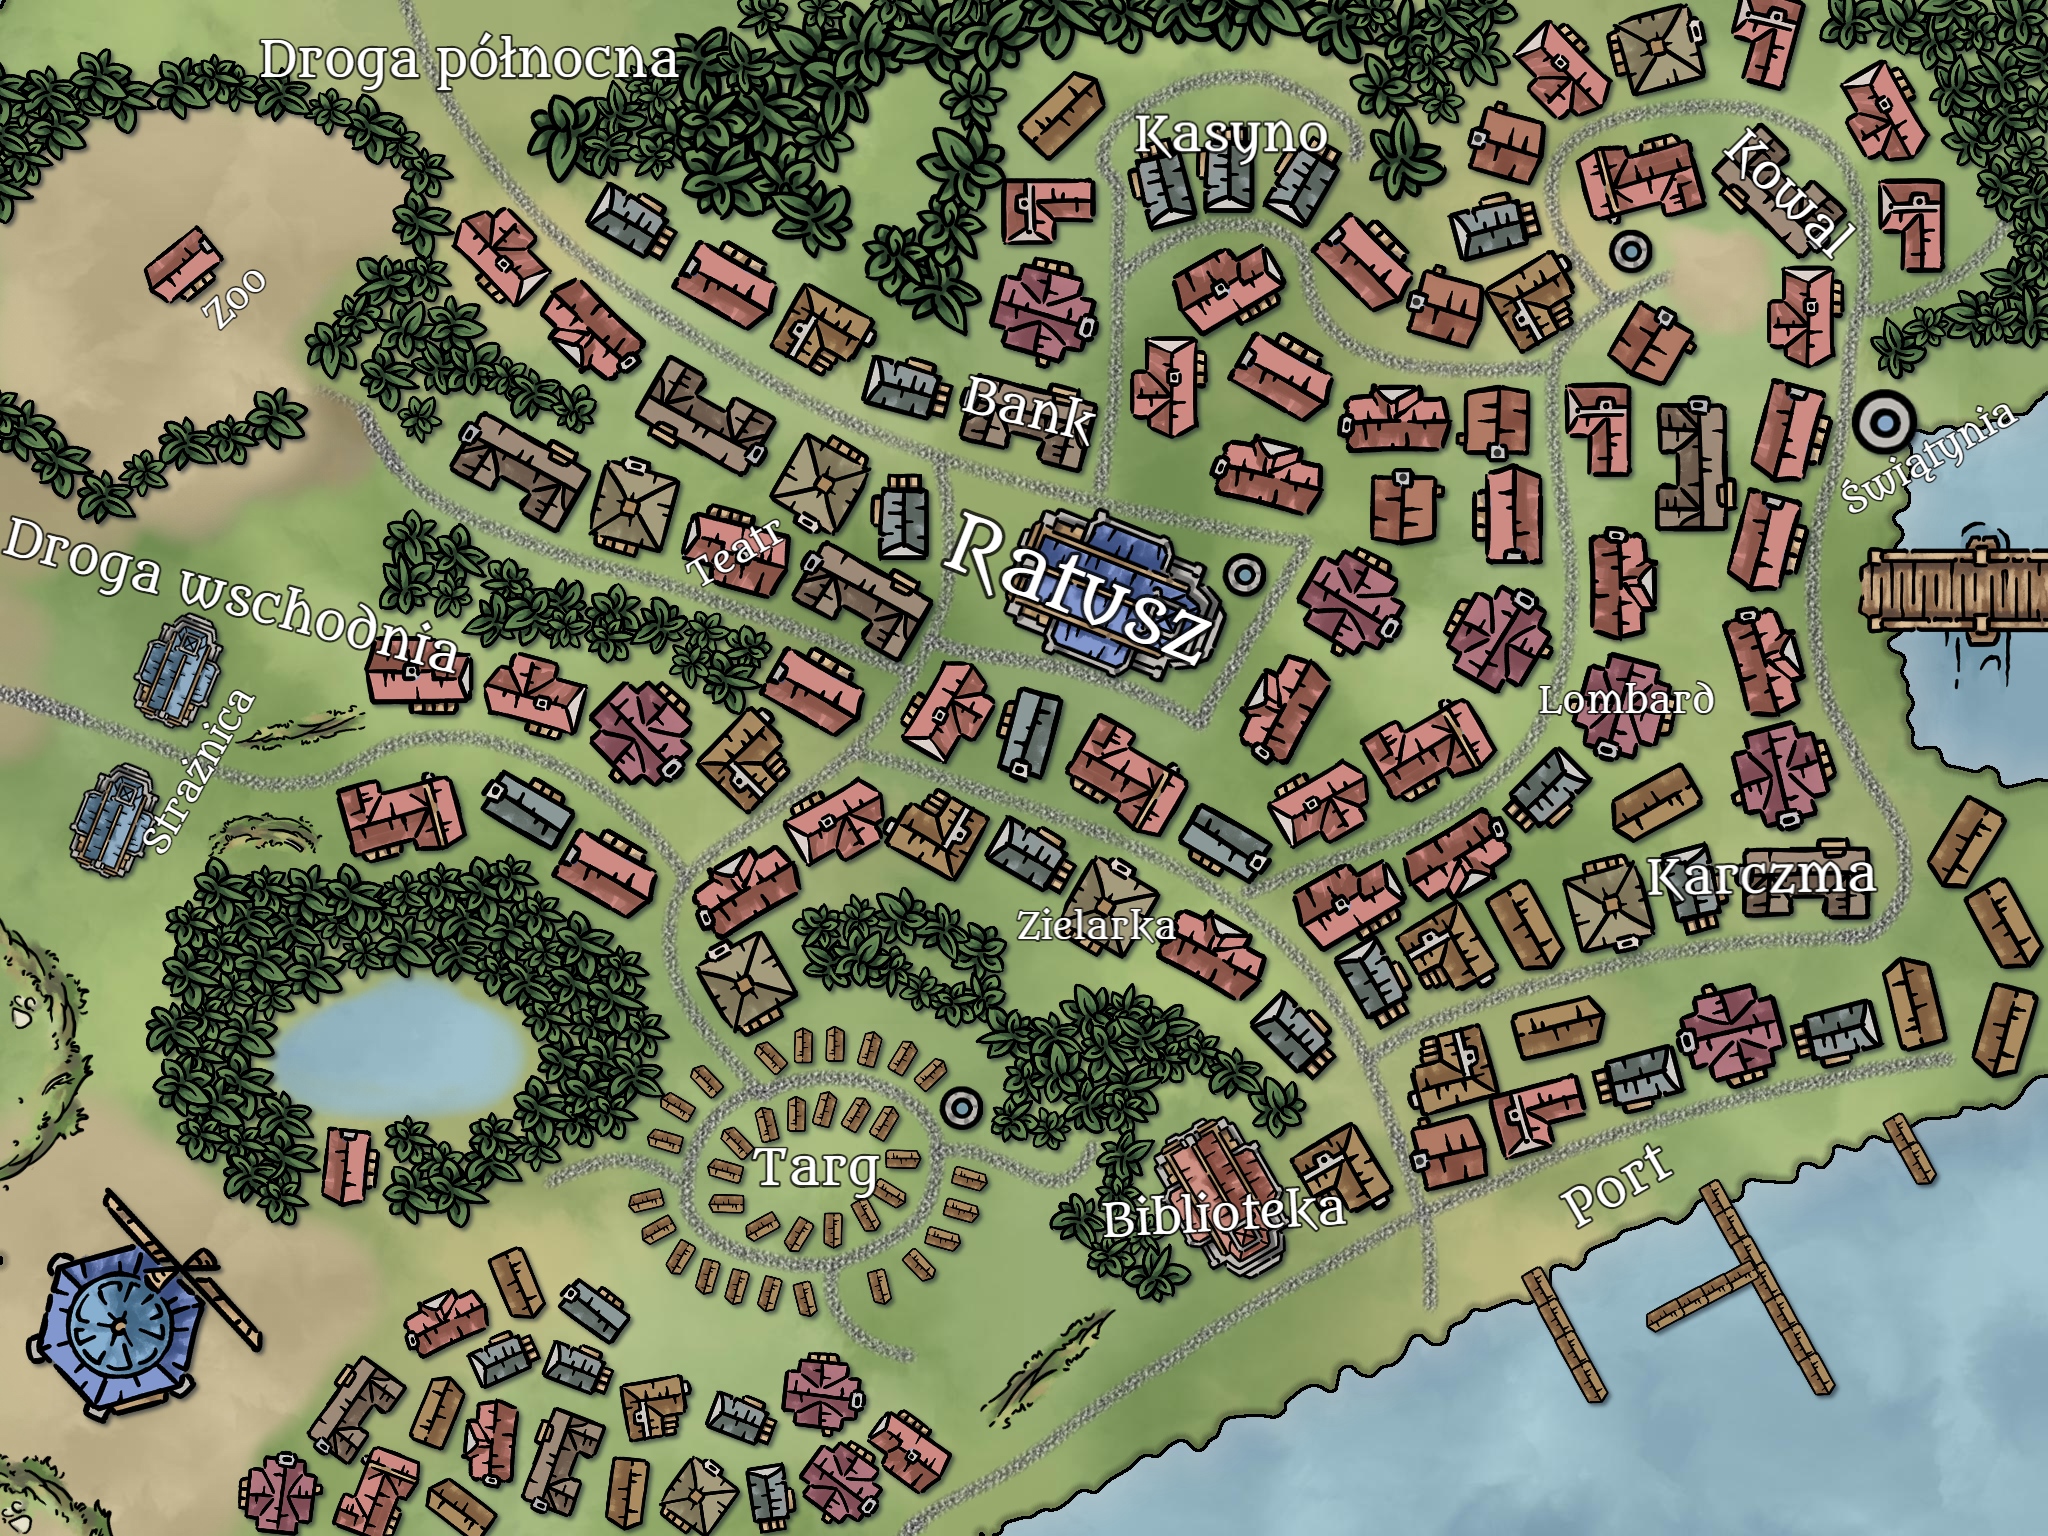 Droga północna
Kasyno
Kowal
Zoo
Bank
Świątynia
Teatr
Ratusz
Droga wschodnia
Lombard
Strażnica
Karczma
Zielarka
Targ
Biblioteka
Port